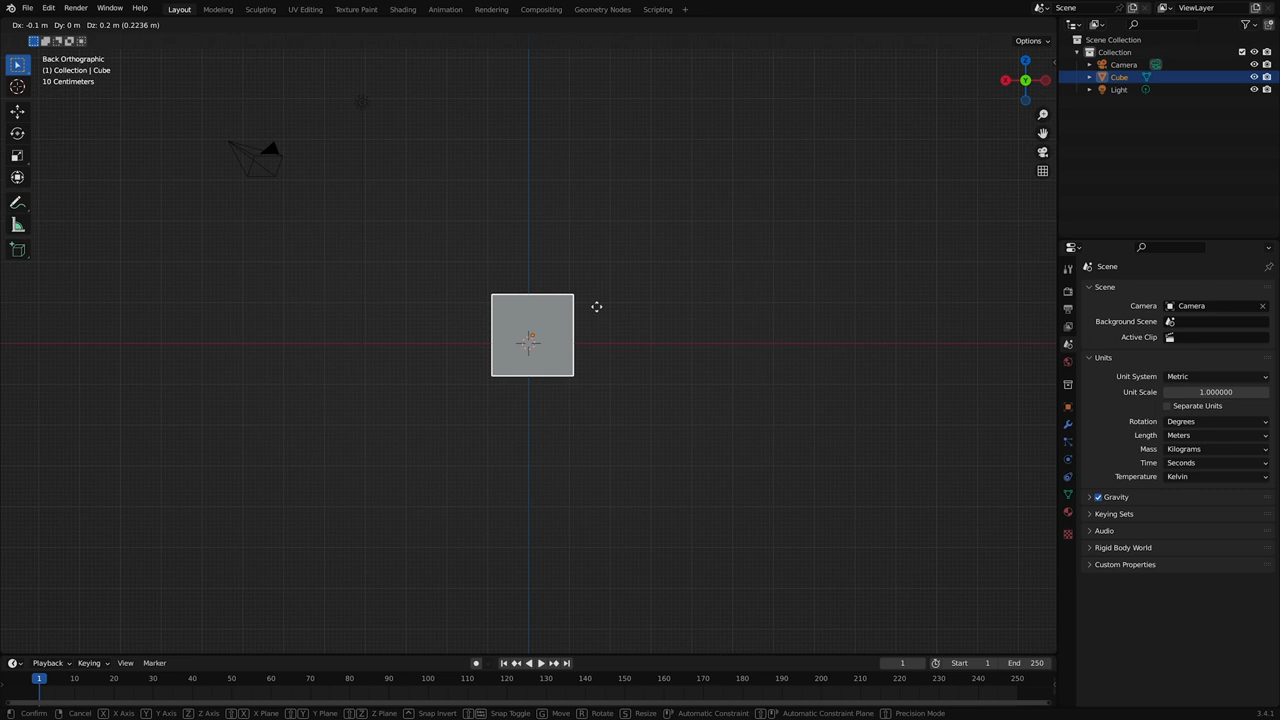 File Edit Render Window Help Layout Modeling Sculpting UV Editing Texture Paint Shading Animation Rendering Compositing Geometry Nodes Scripting + Scene ViewLayer
Dx: -0.1 m Dy: 0 m Dz: 0.2 m (0.2236 m)
Options
Back Orthographic
(1) Collection | Cube
10 Centimeters
Z
X
Y
Scene Collection
Collection
Camera
Cube
Light
Scene
Scene
Camera Camera
Background Scene
Active Clip
Units
Unit System Metric
Unit Scale 1.000000
Separate Units
Rotation Degrees
Length Meters
Mass Kilograms
Time Seconds
Temperature Kelvin
Gravity
Keying Sets
Audio
Rigid Body World
Custom Properties
Playback Keying View Marker 1 Start 1 End 250
1 10 20 30 40 50 60 70 80 90 100 110 120 130 140 150 160 170 180 190 200 210 220 230 240 250
Confirm Cancel X X Axis Y Y Axis Z Z Axis X X Plane Y Y Plane Z Z Plane Snap Invert Snap Toggle G Move R Rotate S Resize Automatic Constraint Automatic Constraint Plane Precision Mode 3.4.1